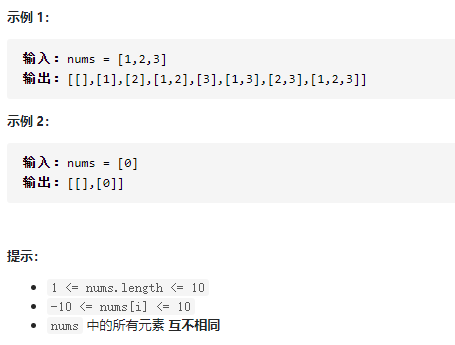 示例 1：
输入：nums = [1,2,3]
输出：[[],[1],[2],[1,2],[3],[1,3],[2,3],[1,2,3]]
示例 2：
输入：nums = [0]
输出：[[],[0]]
提示：
• 1 <= nums.length <= 10
• -10 <= nums[i] <= 10
• nums 中的所有元素 互不相同